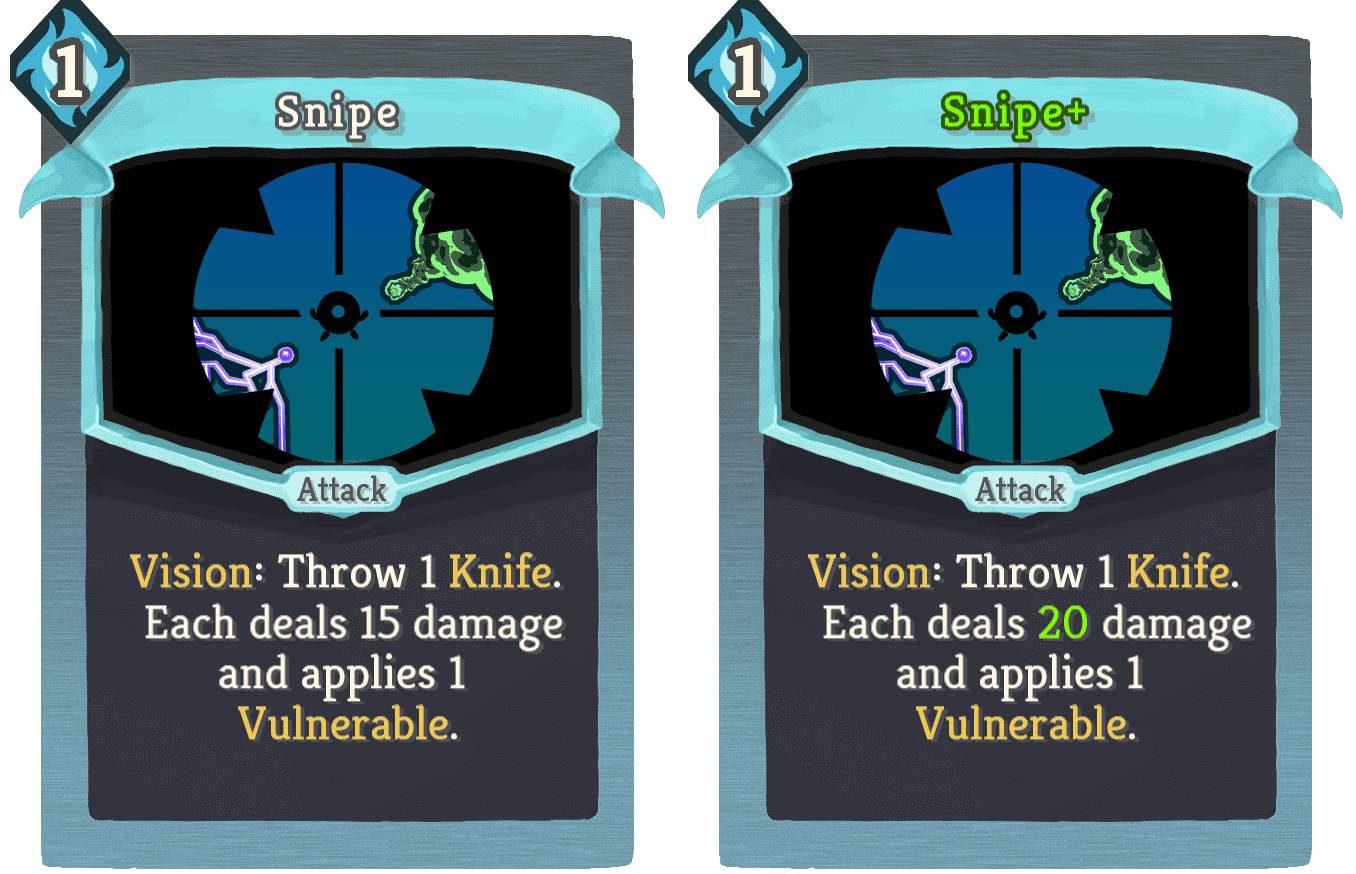 1
Snipe
Attack
Vision: Throw 1 Knife.
Each deals 15 damage
and applies 1
Vulnerable.
1
Snipe+
Attack
Vision: Throw 1 Knife.
Each deals 20 damage
and applies 1
Vulnerable.